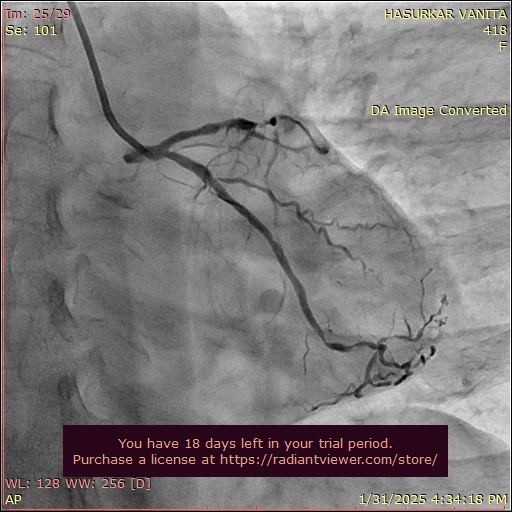 Im: 25/29
Se: 101
HASURKAR VANITA
418
F
DA Image Converted
You have 18 days left in your trial period.
Purchase a license at https://radiantviewer.com/store/
WL: 128 WW: 256 [D]
AP
1/31/2025 4:34:18 PM